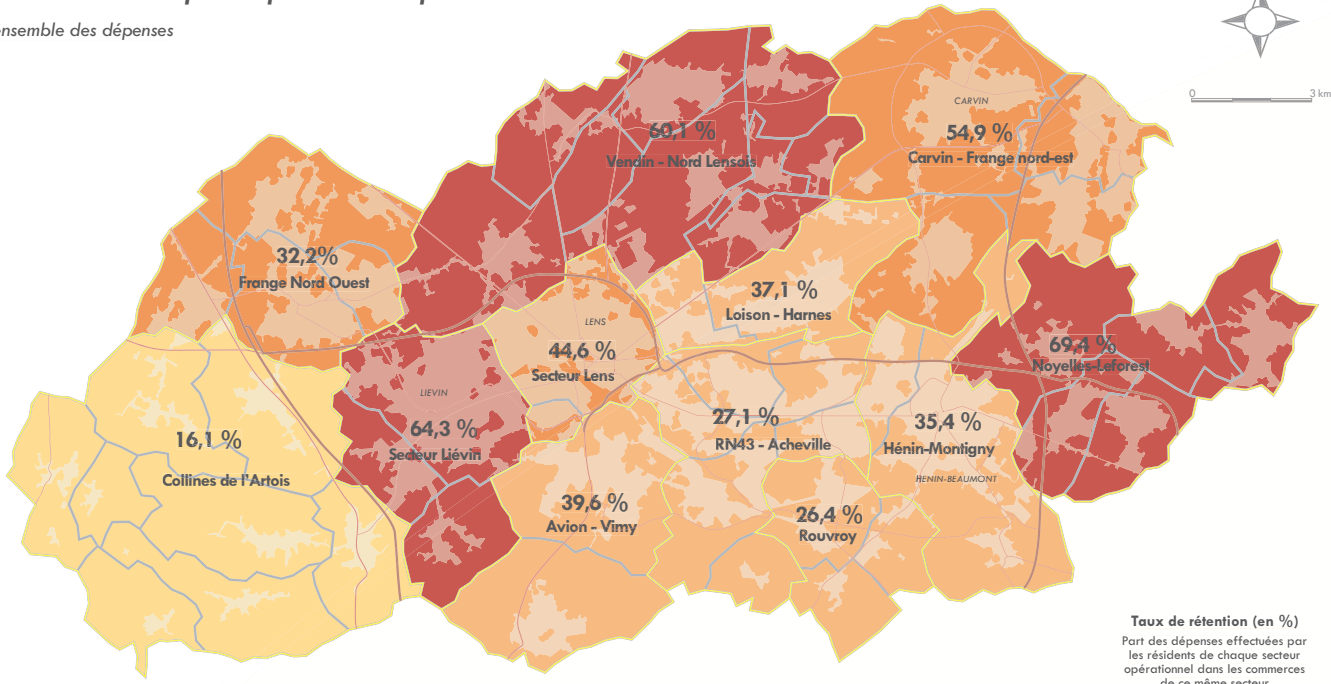 ensemble des dépenses
0 3 km
CARVIN
60,1 %
54,9 %
Vendin - Nord Lensois
Carvin - Frange nord-est
32,2%
Frange Nord Ouest
37,1 %
Loison - Harnes
LENS
44,6 %
Secteur Lens
69,4 %
Noyelles-Leforest
LIEVIN
64,3 %
Secteur Liévin
27,1 %
RN43 - Acheville
35,4 %
Hénin-Montigny
HENIN-BEAUMONT
16,1 %
Collines de l'Artois
39,6 %
Avion - Vimy
26,4 %
Rouvroy
Taux de rétention (en %)
Part des dépenses effectuées par
les résidents de chaque secteur
opérationnel dans les commerces
de ce même secteur